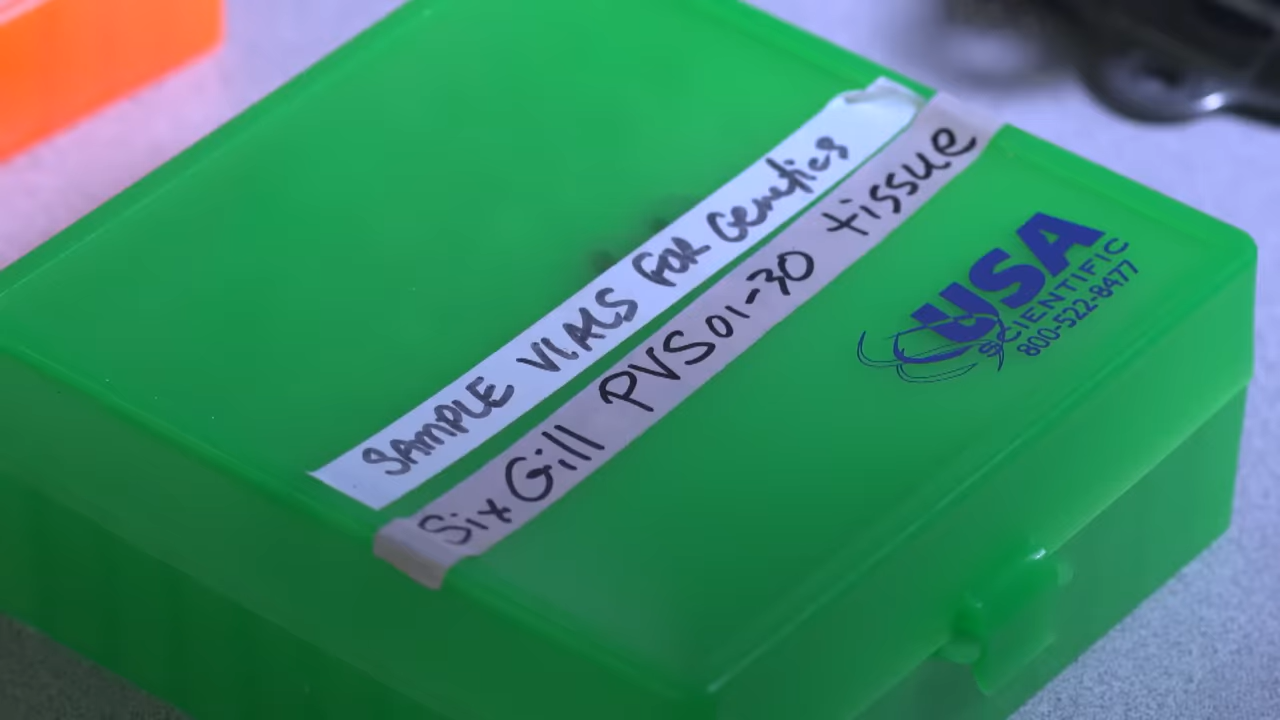 SAMPLE VIALS FOR Genetics
SixGill PVS01-30 tissue
USA
SCIENTIFIC
800-522-8477